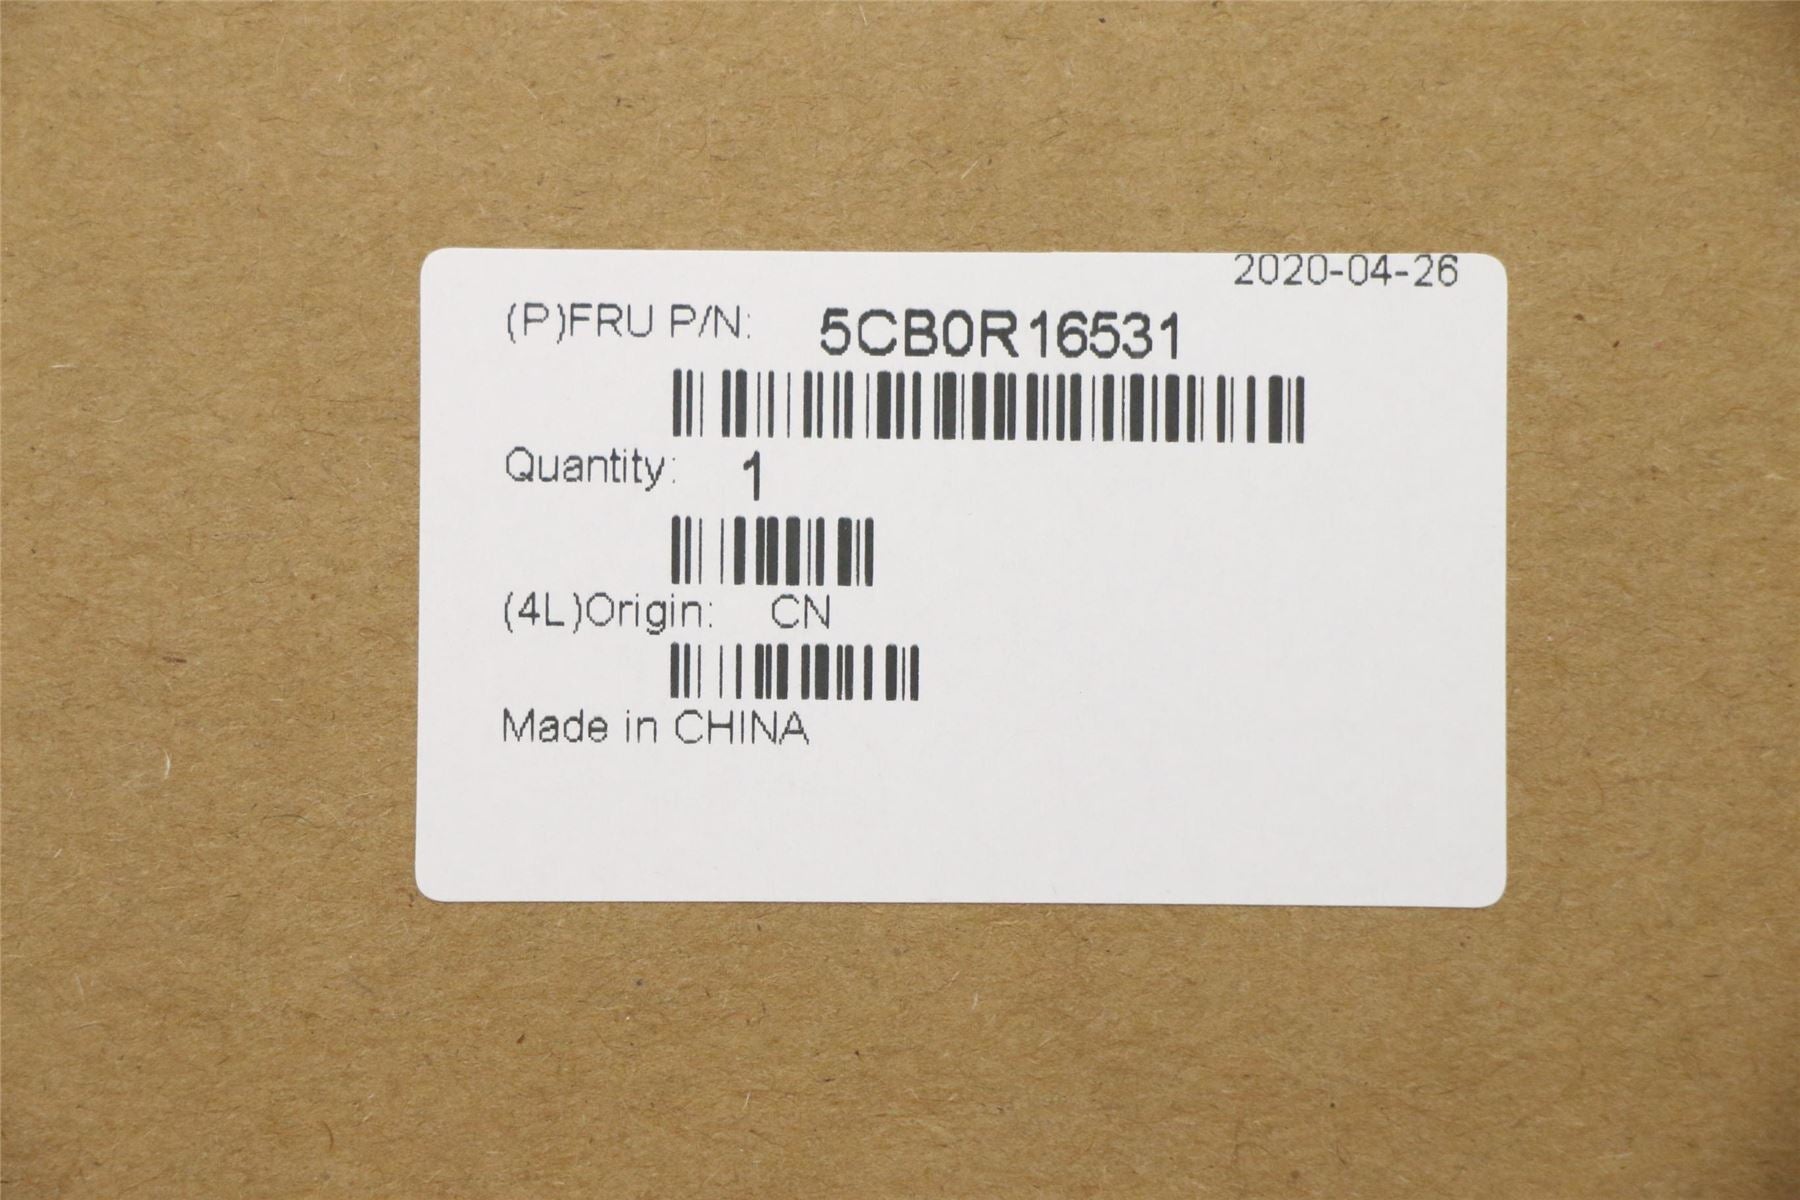 2020-04-26
(P)FRU P/N: 5CB0R16531
Quantity: 1
(4L)Origin: CN
Made in CHINA